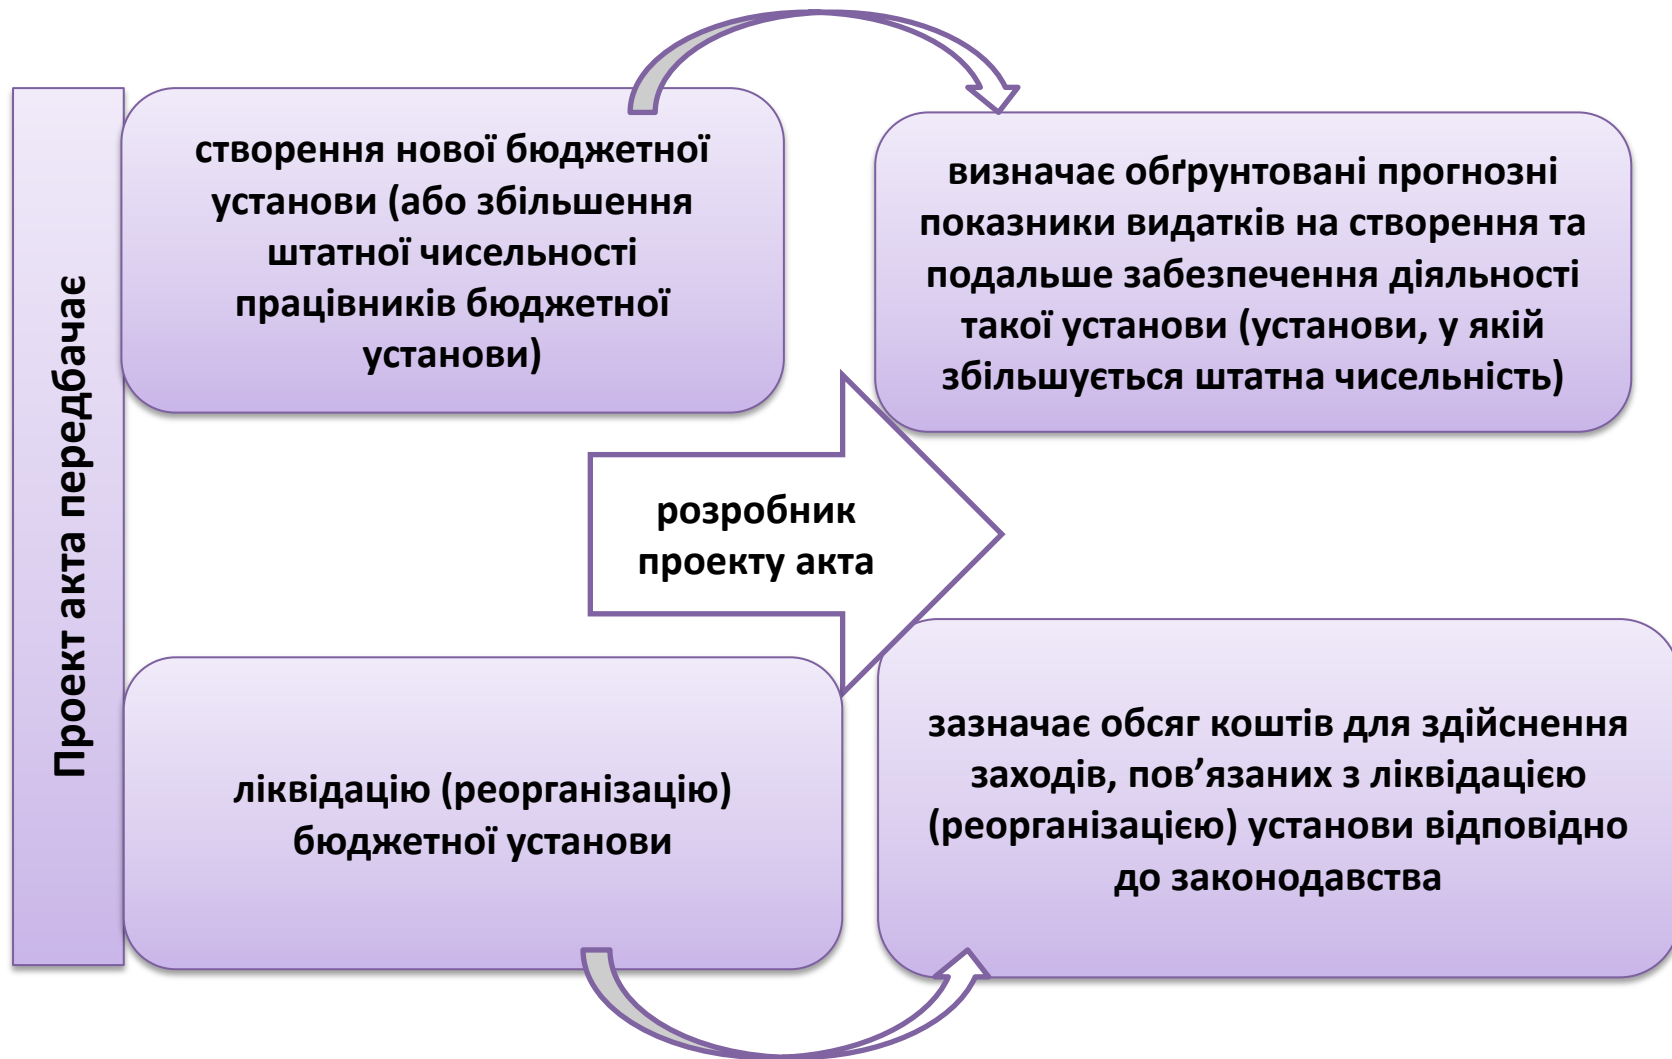 Проект акта передбачає
створення нової бюджетної
установи (або збільшення
штатної чисельності
працівників бюджетної
установи)
визначає обґрунтовані прогнозні
показники видатків на створення та
подальше забезпечення діяльності
такої установи (установи, у якій
збільшується штатна чисельність)
розробник
проекту акта
ліквідацію (реорганізацію)
бюджетної установи
зазначає обсяг коштів для здійснення
заходів, пов’язаних з ліквідацією
(реорганізацією) установи відповідно
до законодавства